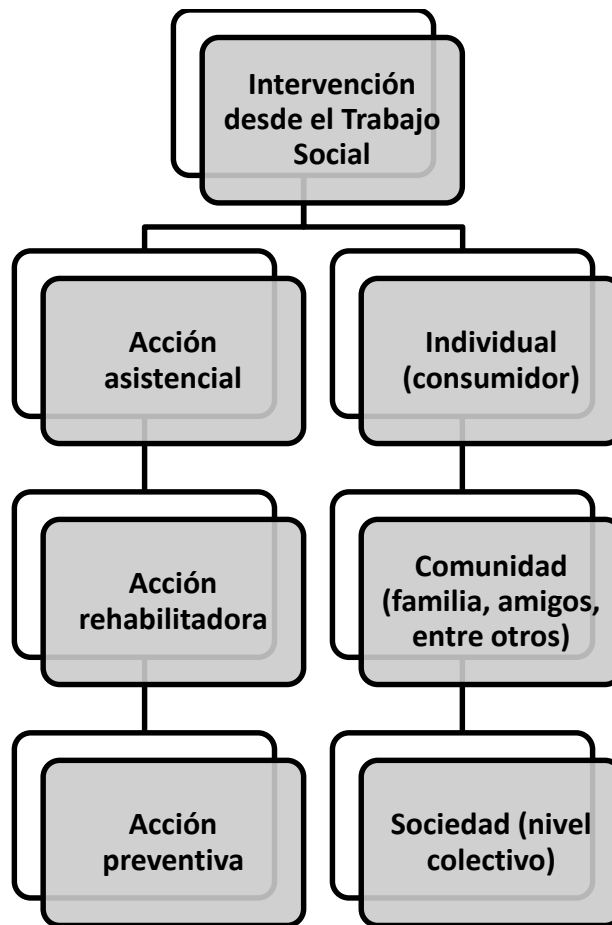 Intervención
desde el Trabajo
Social
Acción
asistencial
Individual
(consumidor)
Acción
rehabilitadora
Comunidad
(familia, amigos,
entre otros)
Acción
preventiva
Sociedad (nivel
colectivo)